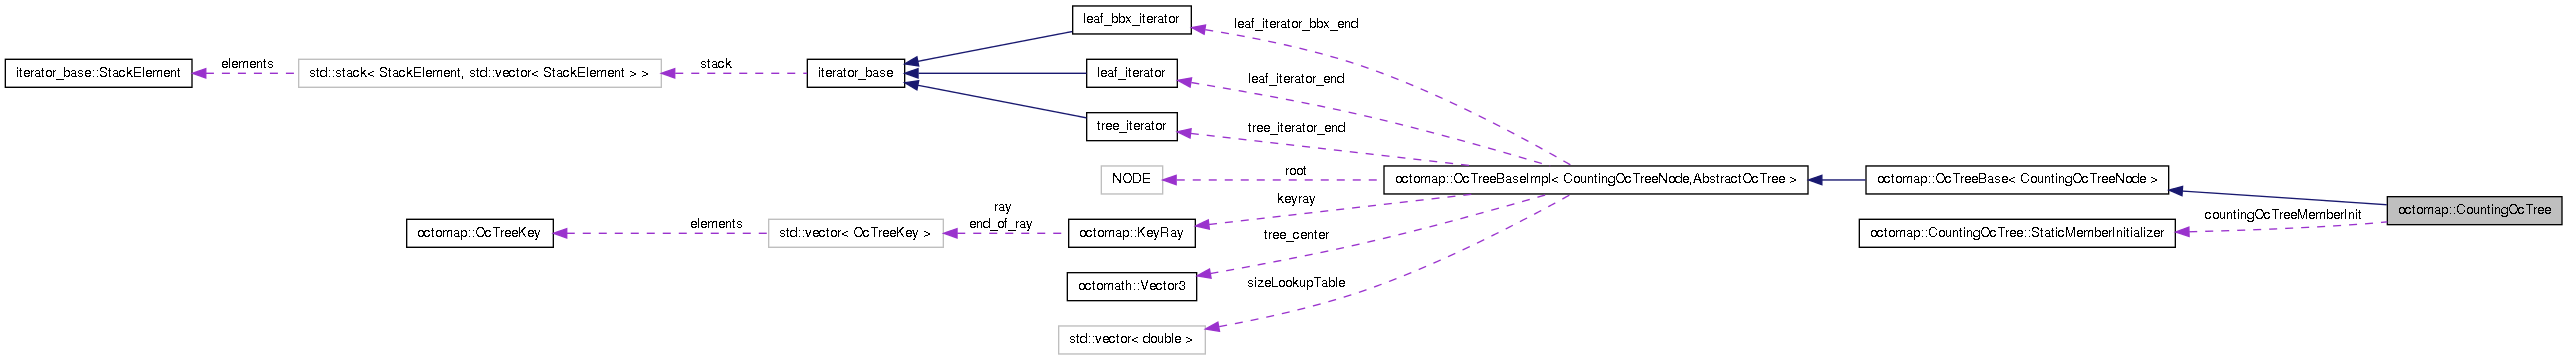 leaf_bbx_iterator
leaf_iterator_bbx_end
iterator_base::StackElement
elements
std::stack< StackElement, std::vector< StackElement > >
stack
iterator_base
leaf_iterator
leaf_iterator_end
tree_iterator
tree_iterator_end
NODE
root
octomap::OcTreeBaseImpl< CountingOcTreeNode,AbstractOcTree >
octomap::OcTreeBase< CountingOcTreeNode >
octomap::CountingOcTree
countingOcTreeMemberInit
octomap::CountingOcTree::StaticMemberInitializer
keyray
octomap::OcTreeKey
elements
std::vector< OcTreeKey >
ray
end_of_ray
octomap::KeyRay
tree_center
octomath::Vector3
sizeLookupTable
std::vector< double >